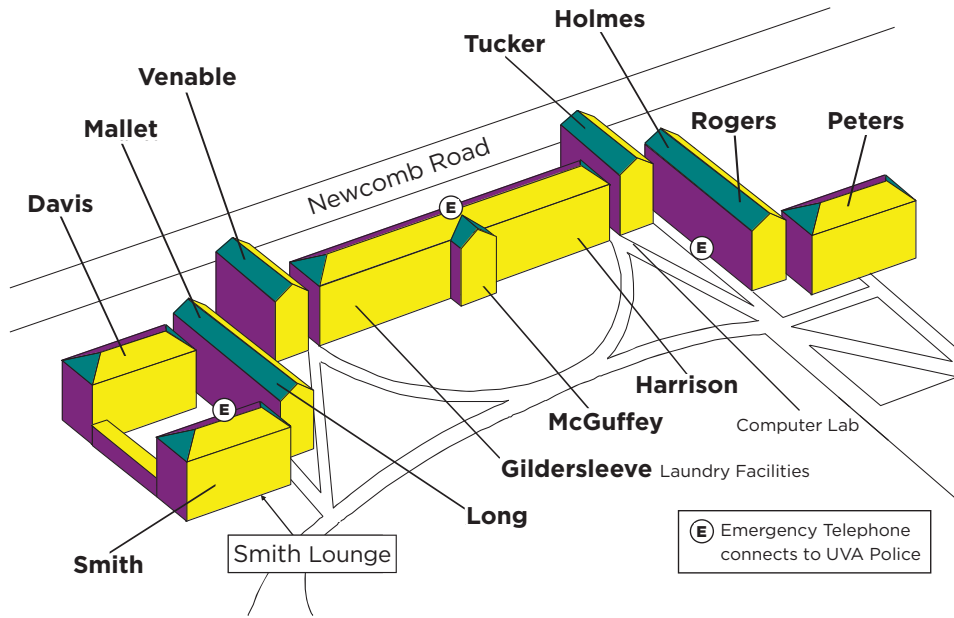 Holmes
Tucker
Venable
Mallet
Rogers
Peters
Newcomb Road
Davis
E
E
E
Harrison
McGuffey
Computer Lab
Gildersleeve Laundry Facilities
Long
Smith
Smith Lounge
E Emergency Telephone
connects to UVA Police